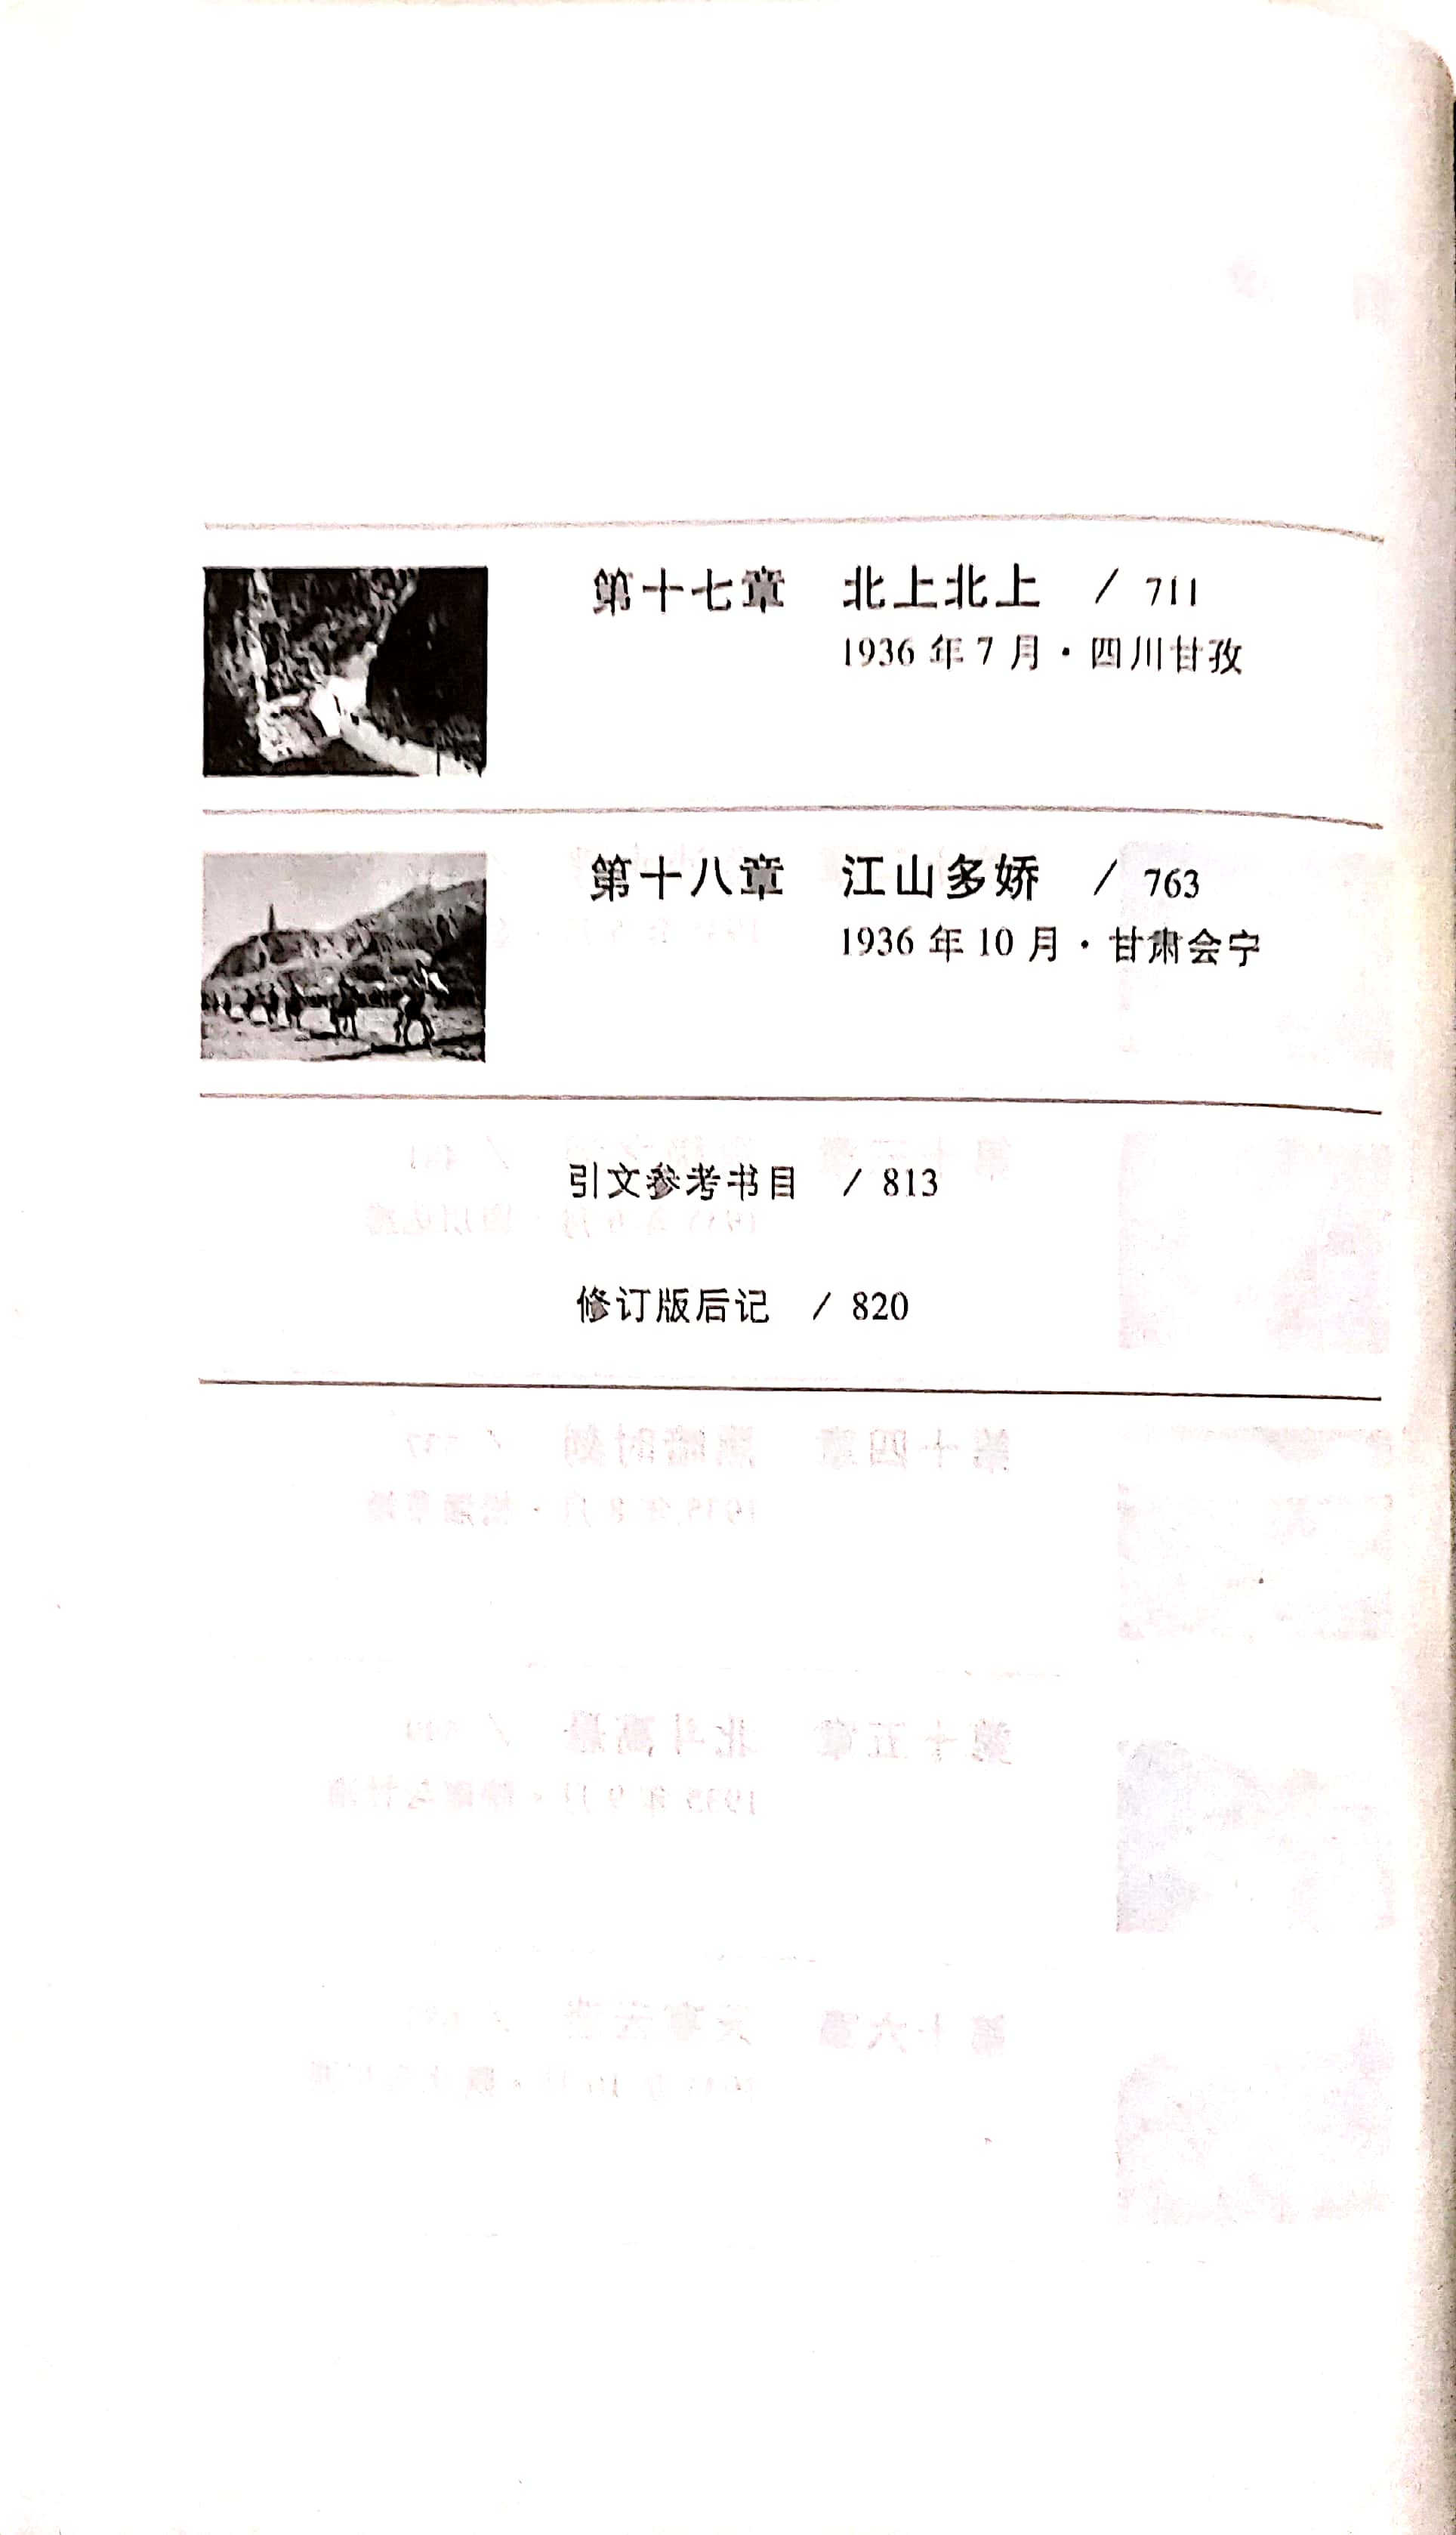 第十七章 北上北上 / 711
1936 年 7 月·四川甘孜
第十八章 江山多娇 / 763
1936 年 10 月·甘肃会宁
引文参考书目 / 813
修订版后记 / 820